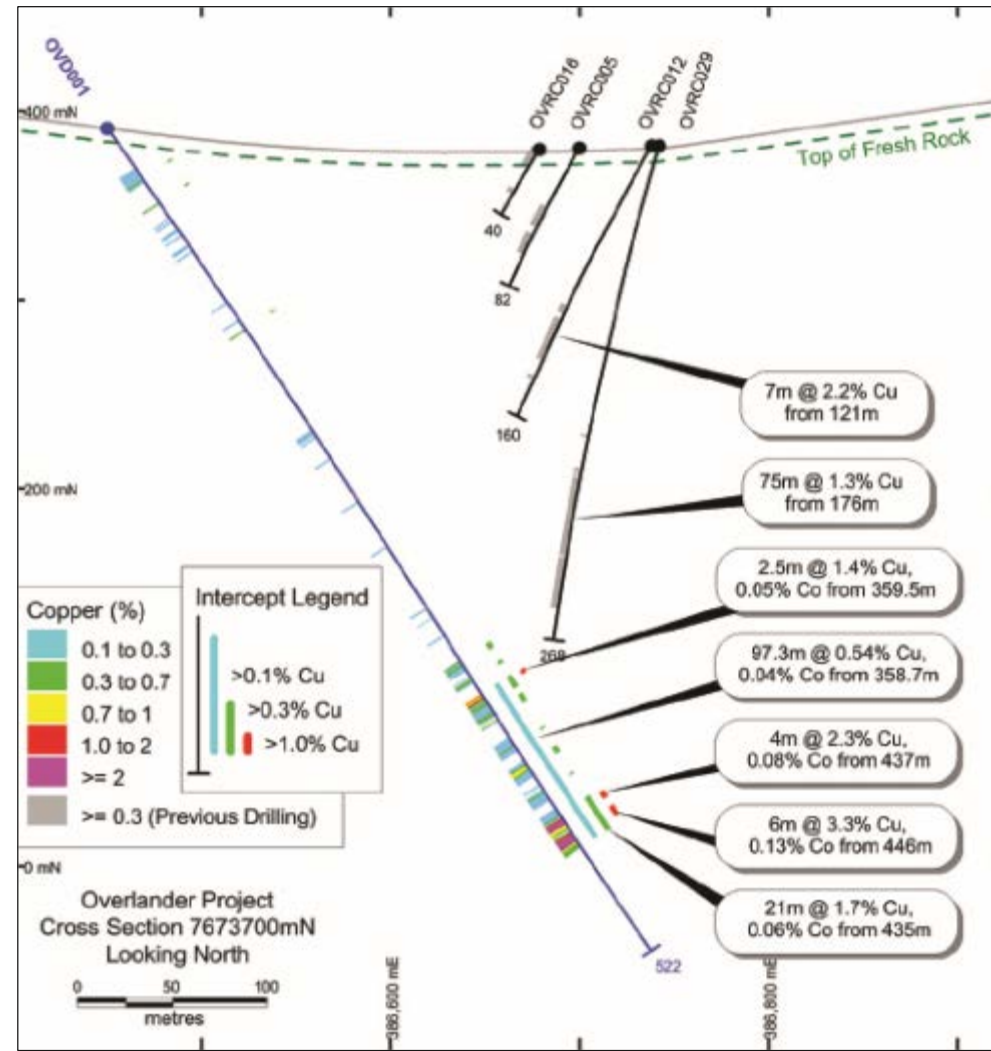 OVD001
OVRC016
OVRC005
OVRC012
OVRC029
400 mN
Top of Fresh Rock
40
82
160
268
7m @ 2.2% Cu
from 121m
75m @ 1.3% Cu
from 176m
2.5m @ 1.4% Cu,
0.05% Co from 359.5m
97.3m @ 0.54% Cu,
0.04% Co from 358.7m
4m @ 2.3% Cu,
0.08% Co from 437m
6m @ 3.3% Cu,
0.13% Co from 446m
21m @ 1.7% Cu,
0.06% Co from 435m
200 mN
Copper (%)
0.1 to 0.3
0.3 to 0.7
0.7 to 1
1.0 to 2
>= 2
>= 0.3 (Previous Drilling)
Intercept Legend
>0.1% Cu
>0.3% Cu
>1.0% Cu
0 mN
Overlander Project
Cross Section 7673700mN
Looking North
0 50 100
metres
386,600 mE
522
386,800 mE